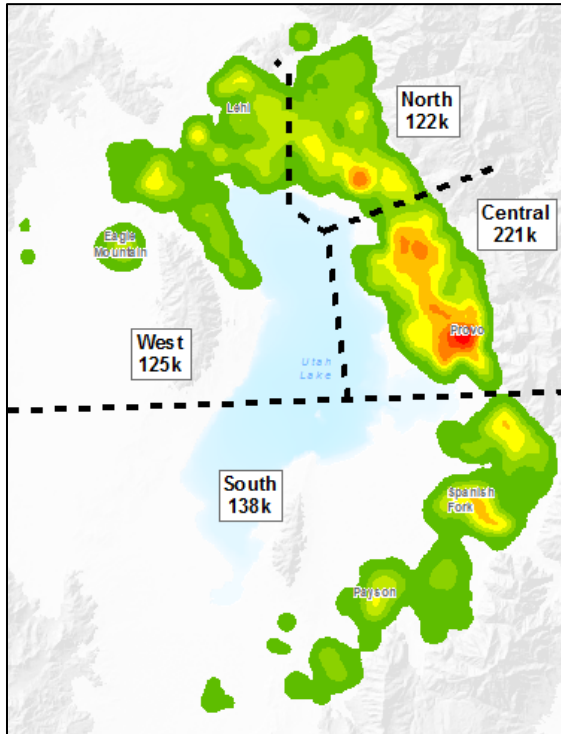 Lehi
North
122k
Central
221k
Eagle
Mountain
Provo
West
125k
Utah
Lake
South
138k
Spanish
Fork
Payson